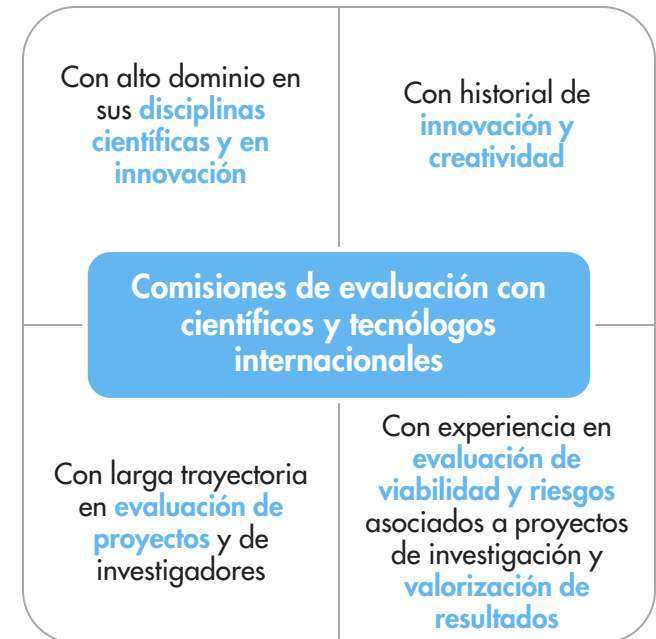 Con alto dominio en
sus disciplinas
científicas y en
innovación
Con historial de
innovación y
creatividad
Comisiones de evaluación con
científicos y tecnólogos
internacionales
Con larga trayectoria
en evaluación de
proyectos y de
investigadores
Con experiencia en
evaluación de
viabilidad y riesgos
asociados a proyectos
de investigación y
valorización de
resultados